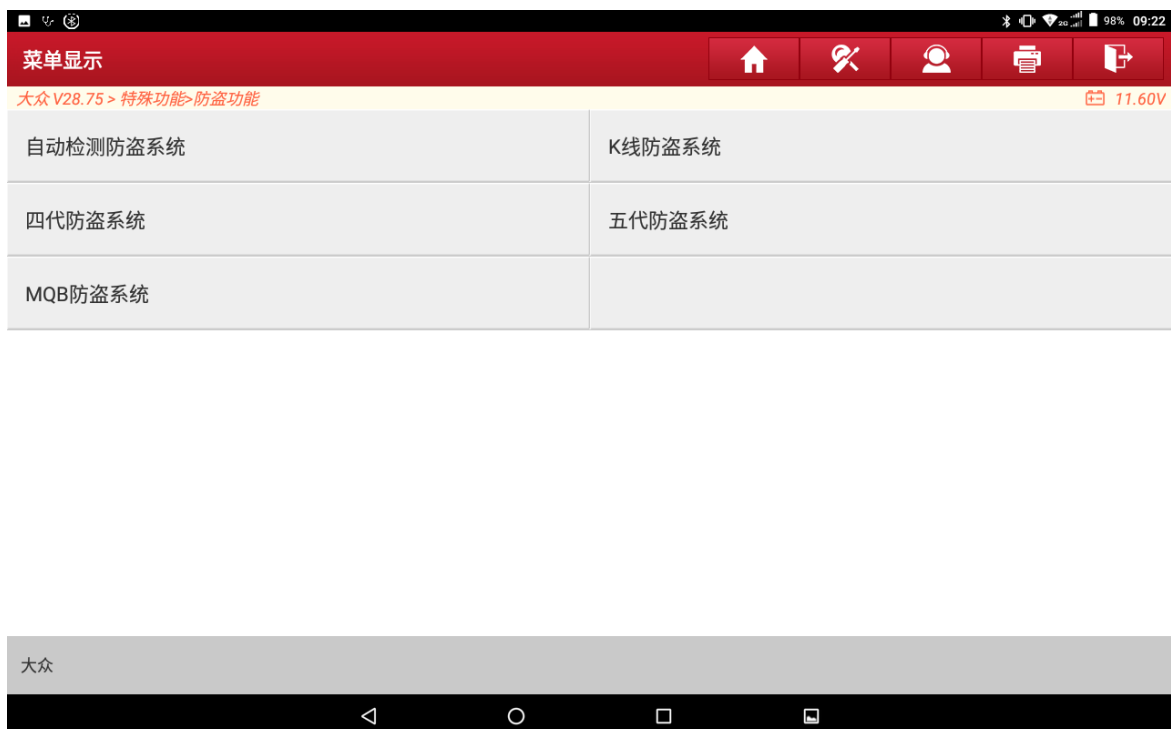 2G 98% 09:22
菜单显示
大众 V28.75 > 特殊功能>防盗功能 11.60V
自动检测防盗系统 K线防盗系统
四代防盗系统 五代防盗系统
MQB防盗系统
大众